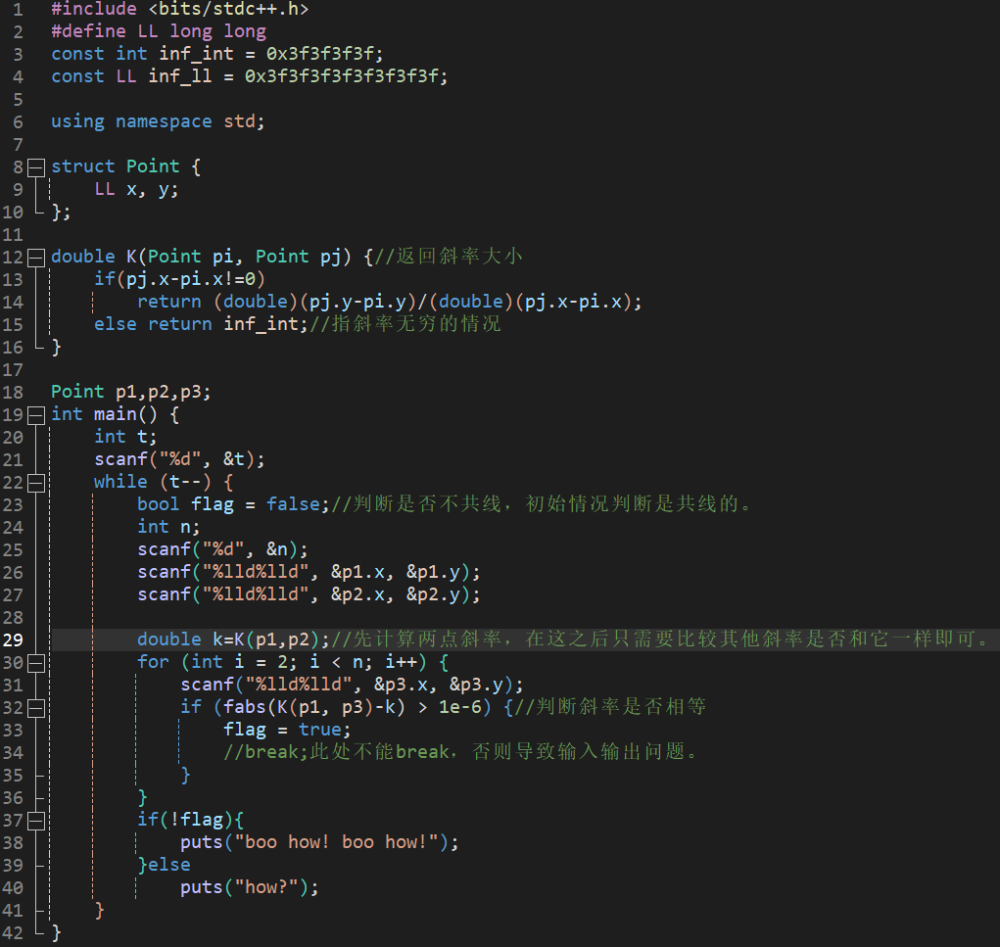 1 #include <bits/stdc++.h>
2 #define LL long long
3 const int inf_int = 0x3f3f3f3f;
4 const LL inf_ll = 0x3f3f3f3f3f3f3f3f;
5
6 using namespace std;
7
8 struct Point {
9     LL x, y;
10 };
11
12 double K(Point pi, Point pj) {//返回斜率大小
13     if(pj.x-pi.x!=0)
14         return (double)(pj.y-pi.y)/(double)(pj.x-pi.x);
15     else return inf_int;//指斜率无穷的情况
16 }
17
18 Point p1,p2,p3;
19 int main() {
20     int t;
21     scanf("%d", &t);
22     while (t--) {
23         bool flag = false;//判断是否不共线，初始情况判断是共线的。
24         int n;
25         scanf("%d", &n);
26         scanf("%lld%lld", &p1.x, &p1.y);
27         scanf("%lld%lld", &p2.x, &p2.y);
28
29         double k=K(p1,p2);//先计算两点斜率，在这之后只需要比较其他斜率是否和它一样即可。
30         for (int i = 2; i < n; i++) {
31             scanf("%lld%lld", &p3.x, &p3.y);
32             if (fabs(K(p1, p3)-k) > 1e-6) {//判断斜率是否相等
33                 flag = true;
34                 //break;此处不能break，否则导致输入输出问题。
35             }
36         }
37         if(!flag){
38             puts("boo how! boo how!");
39         }else
40             puts("how?");
41     }
42 }